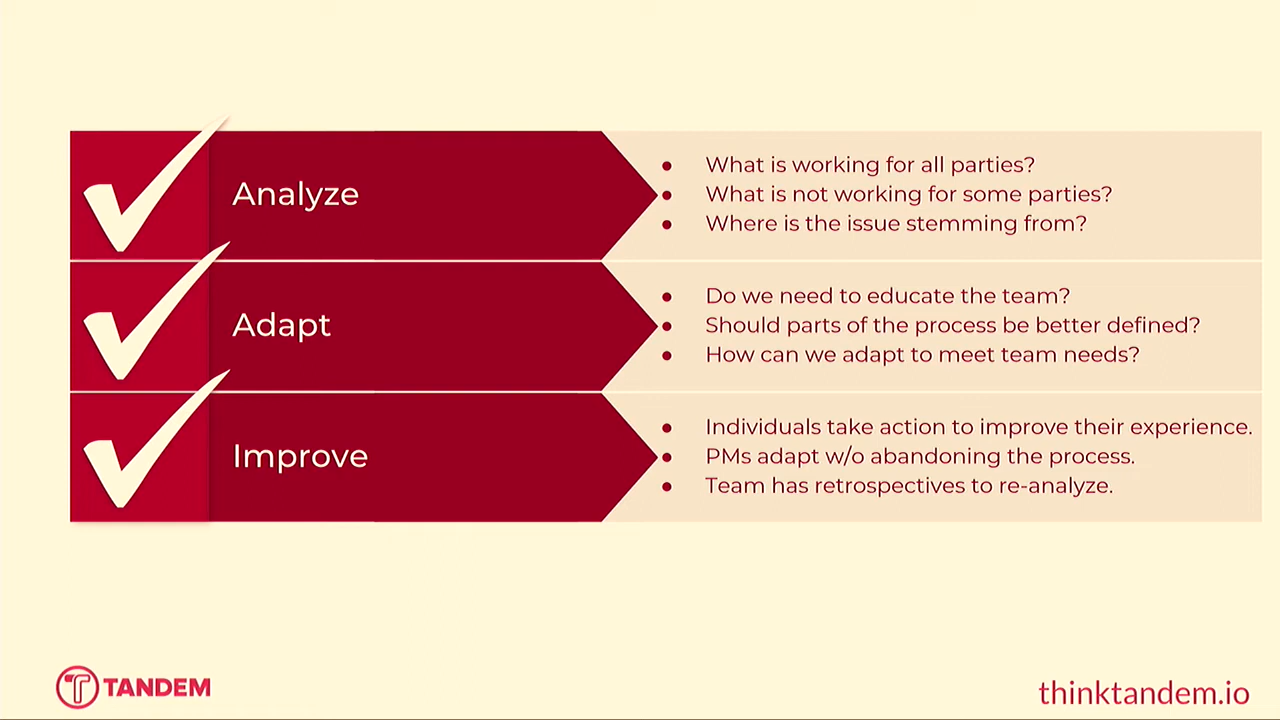 Analyze
● What is working for all parties?
● What is not working for some parties?
● Where is the issue stemming from?
Adapt
● Do we need to educate the team?
● Should parts of the process be better defined?
● How can we adapt to meet team needs?
Improve
● Individuals take action to improve their experience.
● PMs adapt w/o abandoning the process.
● Team has retrospectives to re-analyze.
TANDEM
thinktandem.io